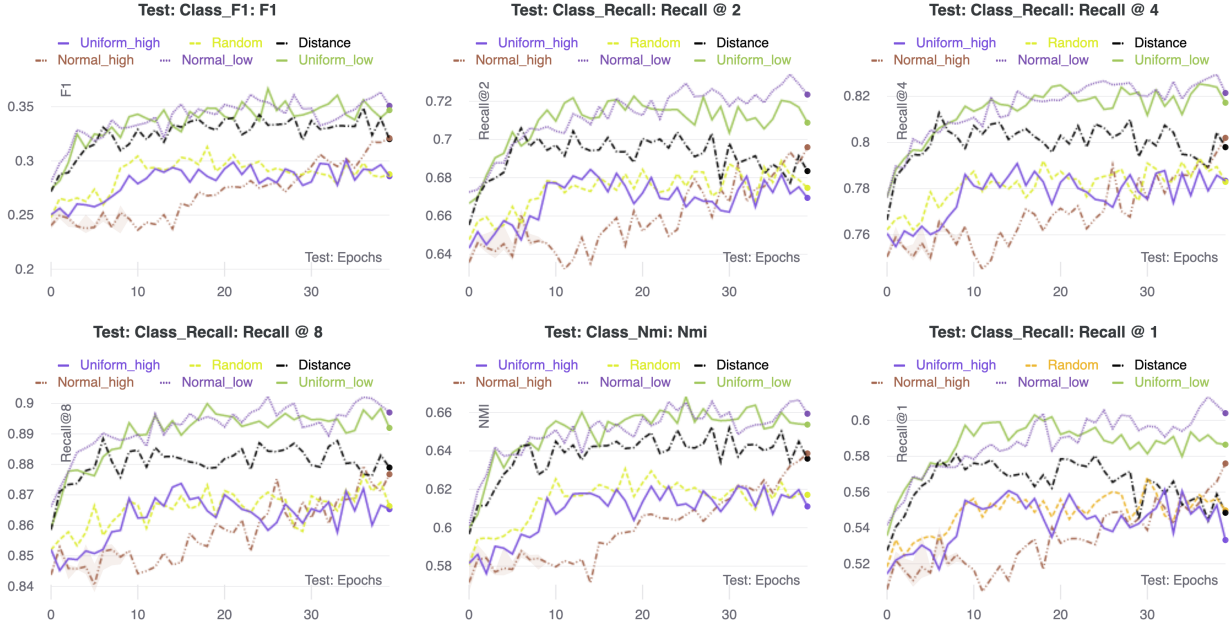 Test: Class_F1: F1
Uniform_high Random Distance
Normal_high Normal_low Uniform_low
F1
0.35
0.3
0.25
0.2
Test: Epochs
0 10 20 30
Test: Class_Recall: Recall @ 2
Uniform_high Random Distance
Normal_high Normal_low Uniform_low
Recall@2
0.72
0.7
0.68
0.66
0.64
Test: Epochs
0 10 20 30
Test: Class_Recall: Recall @ 4
Uniform_high Random Distance
Normal_high Normal_low Uniform_low
Recall@4
0.82
0.8
0.78
0.76
Test: Epochs
0 10 20 30
Test: Class_Recall: Recall @ 8
Uniform_high Random Distance
Normal_high Normal_low Uniform_low
Recall@8
0.9
0.89
0.88
0.87
0.86
0.85
0.84
Test: Epochs
0 10 20 30
Test: Class_Nmi: Nmi
Uniform_high Random Distance
Normal_high Normal_low Uniform_low
NMI
0.66
0.64
0.62
0.6
0.58
Test: Epochs
0 10 20 30
Test: Class_Recall: Recall @ 1
Uniform_high Random Distance
Normal_high Normal_low Uniform_low
Recall@1
0.6
0.58
0.56
0.54
0.52
Test: Epochs
0 10 20 30